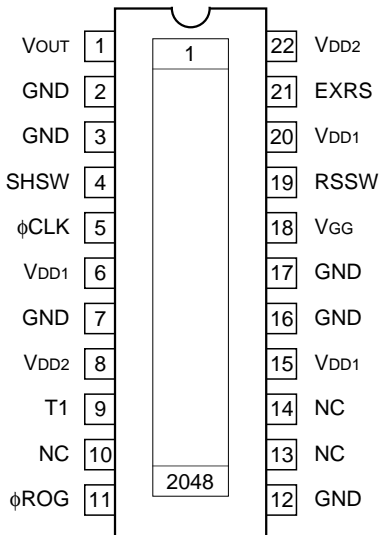 VOUT 1 1 22 VDD2
GND 2 21 EXRS
GND 3 20 VDD1
SHSW 4 19 RSSW
ϕCLK 5 18 VGG
VDD1 6 17 GND
GND 7 16 GND
VDD2 8 15 VDD1
T1 9 14 NC
NC 10 13 NC
ϕROG 11 2048 12 GND